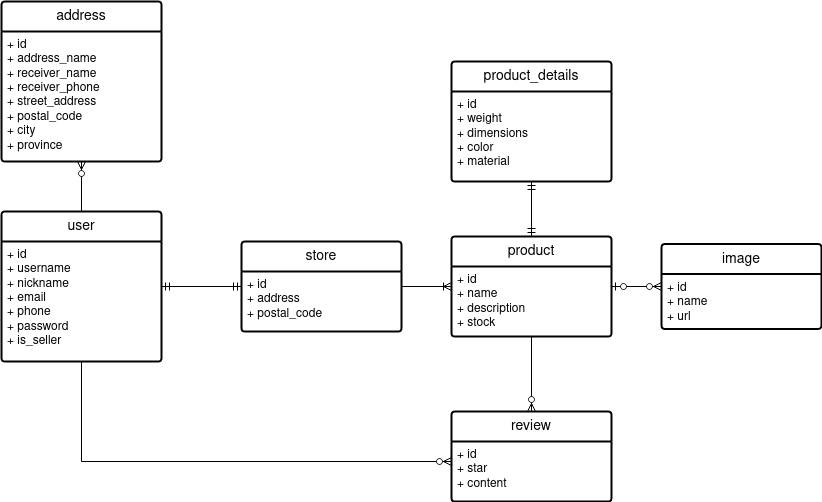 address
+ id
+ address_name
+ receiver_name
+ receiver_phone
+ street_address
+ postal_code
+ city
+ province
product_details
+ id
+ weight
+ dimensions
+ color
+ material
user
+ id
+ username
+ nickname
+ email
+ phone
+ password
+ is_seller
store
+ id
+ address
+ postal_code
product
+ id
+ name
+ description
+ stock
image
+ id
+ name
+ url
review
+ id
+ star
+ content